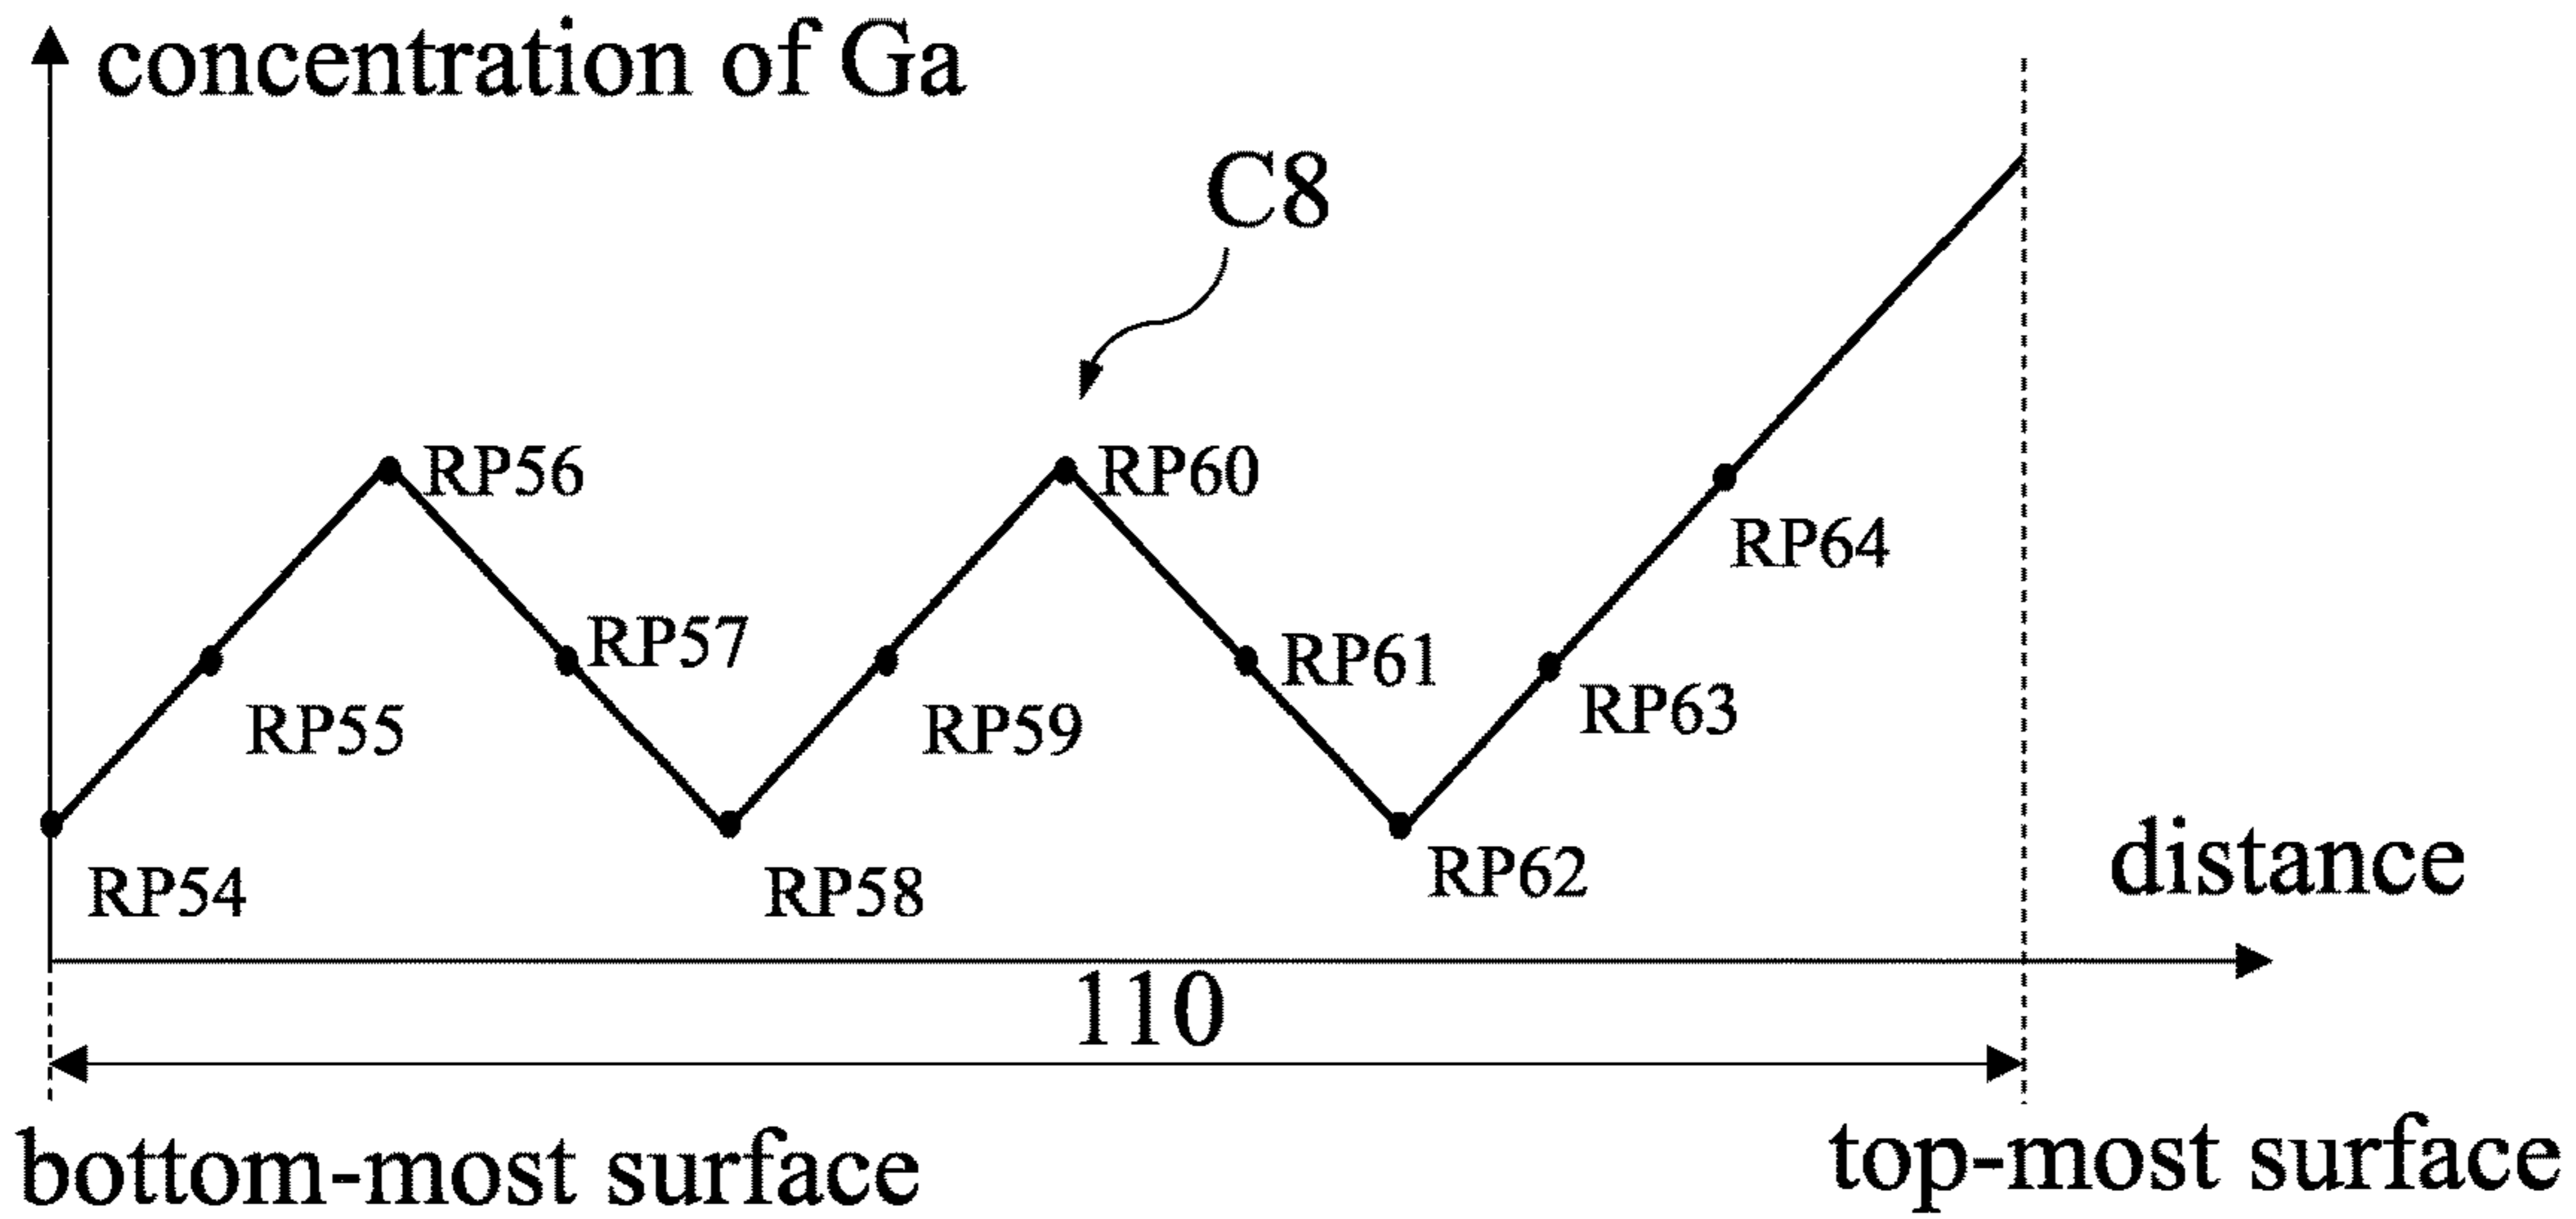 concentration of Ga
C8
RP56
RP60
RP64
RP57
RP61
RP55
RP59
RP63
RP54
RP58
RP62
distance
110
bottom-most surface
top-most surface